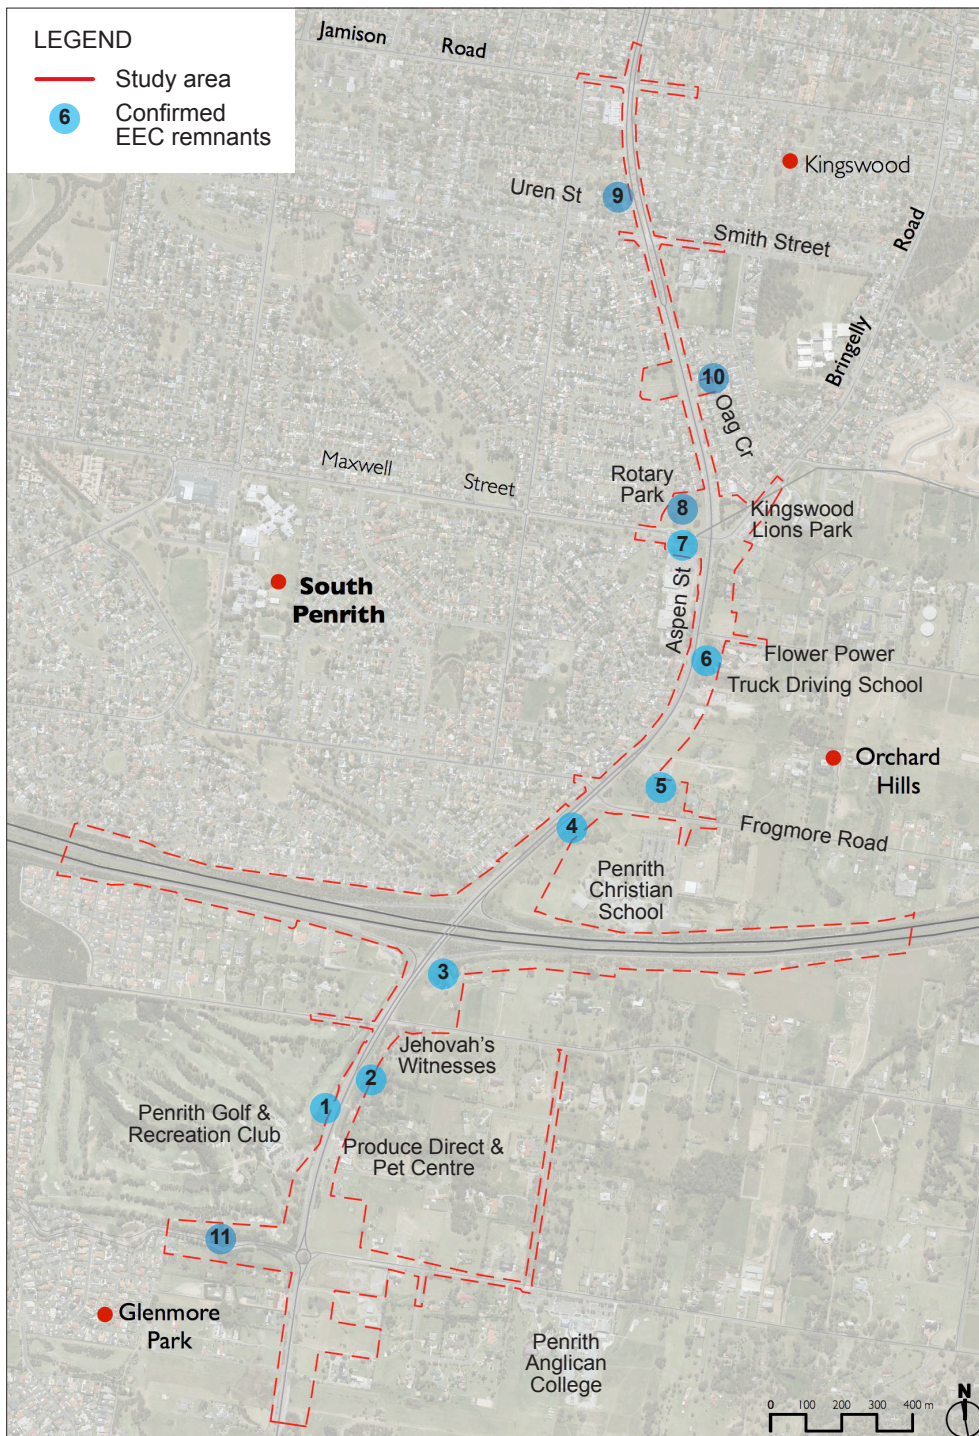 LEGEND
Study area
6
Confirmed
EEC remnants
Jamison Road
Kingswood
Uren St
9
Smith Street
Road
Bringelly
10
Oag Cr
Maxwell Street
Rotary
Park
8
Kingswood
Lions Park
7
South
Penrith
Aspen St
6
Flower Power
Truck Driving School
Orchard
Hills
5
4
Frogmore Road
Penrith
Christian
School
3
Jehovah's
Witnesses
2
1
Penrith Golf &
Recreation Club
Produce Direct &
Pet Centre
11
Glenmore
Park
Penrith
Anglican
College
N
0 100 200 300 400 m